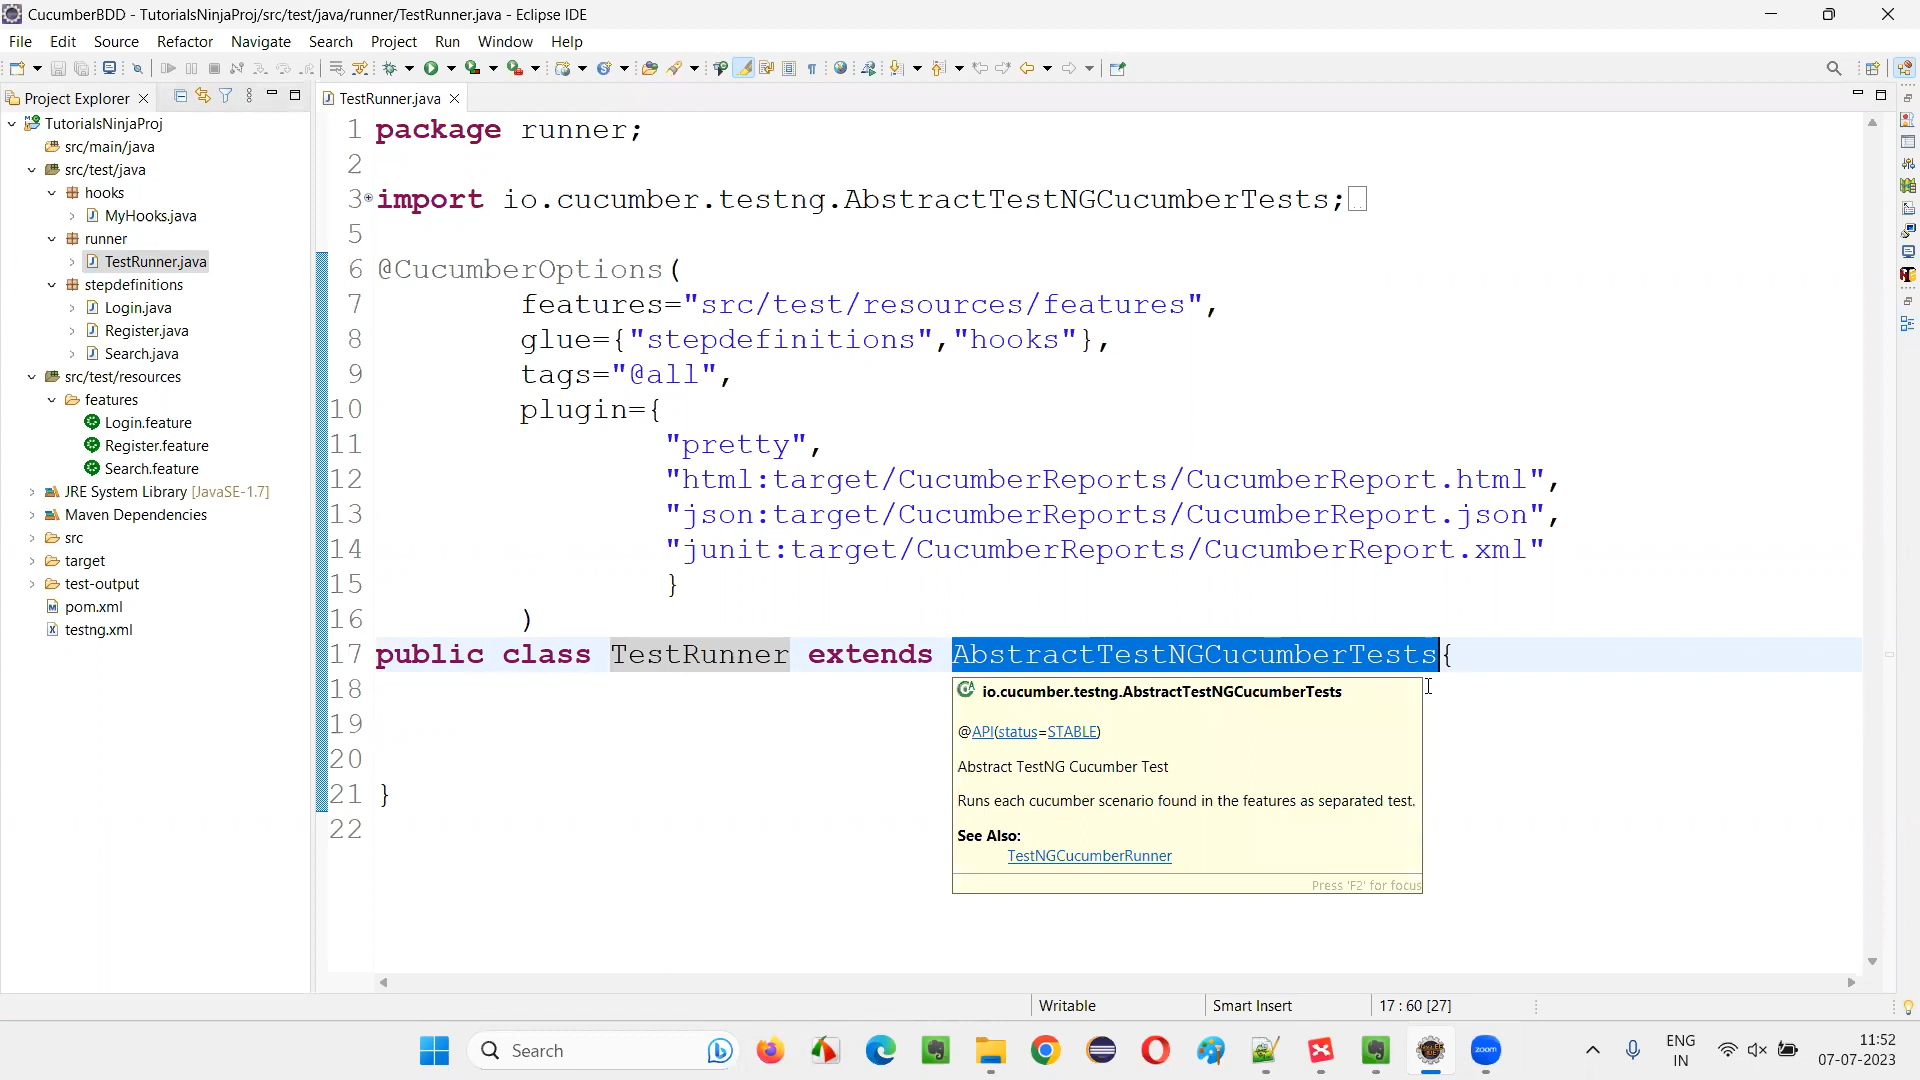 CucumberBDD - TutorialsNinjaProj/src/test/java/runner/TestRunner.java - Eclipse IDE
File Edit Source Refactor Navigate Search Project Run Window Help
Project Explorer
TutorialsNinjaProj
src/main/java
src/test/java
hooks
MyHooks.java
runner
TestRunner.java
stepdefinitions
Login.java
Register.java
Search.java
src/test/resources
features
Login.feature
Register.feature
Search.feature
JRE System Library [JavaSE-1.7]
Maven Dependencies
src
target
test-output
pom.xml
testng.xml
TestRunner.java
1 package runner;
2
3 import io.cucumber.testng.AbstractTestNGCucumberTests;
5
6 @CucumberOptions(
7 features="src/test/resources/features",
8 glue={"stepdefinitions","hooks"},
9 tags="@all",
10 plugin={
11 "pretty",
12 "html:target/CucumberReports/CucumberReport.html",
13 "json:target/CucumberReports/CucumberReport.json",
14 "junit:target/CucumberReports/CucumberReport.xml"
15 }
16 )
17 public class TestRunner extends AbstractTestNGCucumberTests{
18
19
20
21 }
22
io.cucumber.testng.AbstractTestNGCucumberTests
@API(status=STABLE)
Abstract TestNG Cucumber Test
Runs each cucumber scenario found in the features as separated test.
See Also:
TestNGCucumberRunner
Press 'F2' for focus
Writable Smart Insert 17 : 60 [27]
Search
zoom
ENG
IN
11:52
07-07-2023